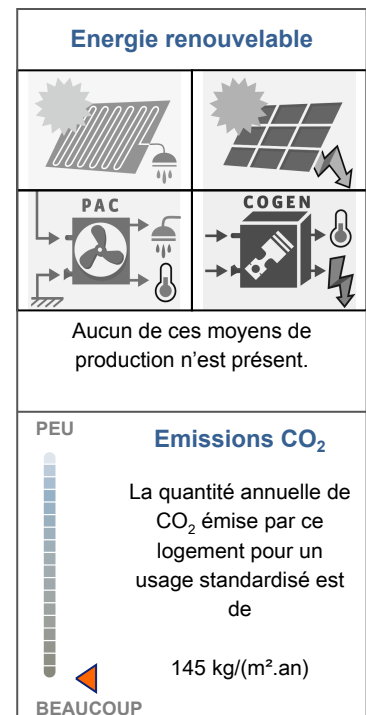 Energie renouvelable
PAC
COGEN
Aucun de ces moyens de
production n'est présent.
PEU
Emissions CO₂
La quantité annuelle de
CO₂ émise par ce
logement pour un
usage standardisé est
de
145 kg/(m².an)
BEAUCOUP